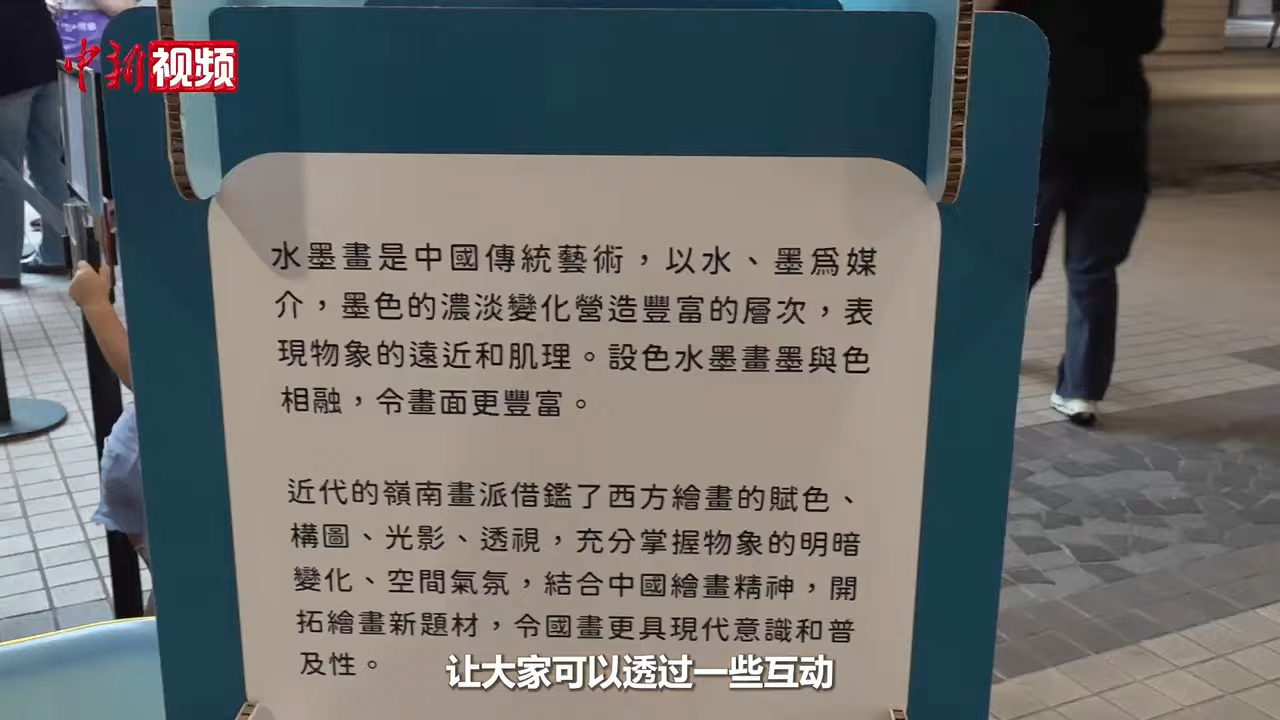 中新视频
水墨畫是中國傳統藝術，以水、墨爲媒
介，墨色的濃淡變化營造豐富的層次，表
現物象的遠近和肌理。設色水墨畫墨與色
相融，令畫面更豐富。
近代的嶺南畫派借鑑了西方繪畫的賦色、
構圖、光影、透視，充分掌握物象的明暗
變化、空間氣氛，結合中國繪畫精神，開
拓繪畫新題材，令國畫更具現代意識和普
及性。
让大家可以透过一些互动